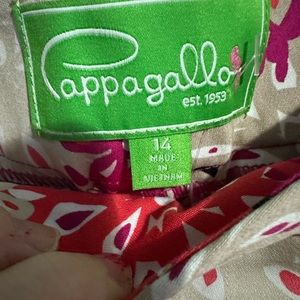 Pappagallo
est. 1953
14
MADE
IN
VIETNAM